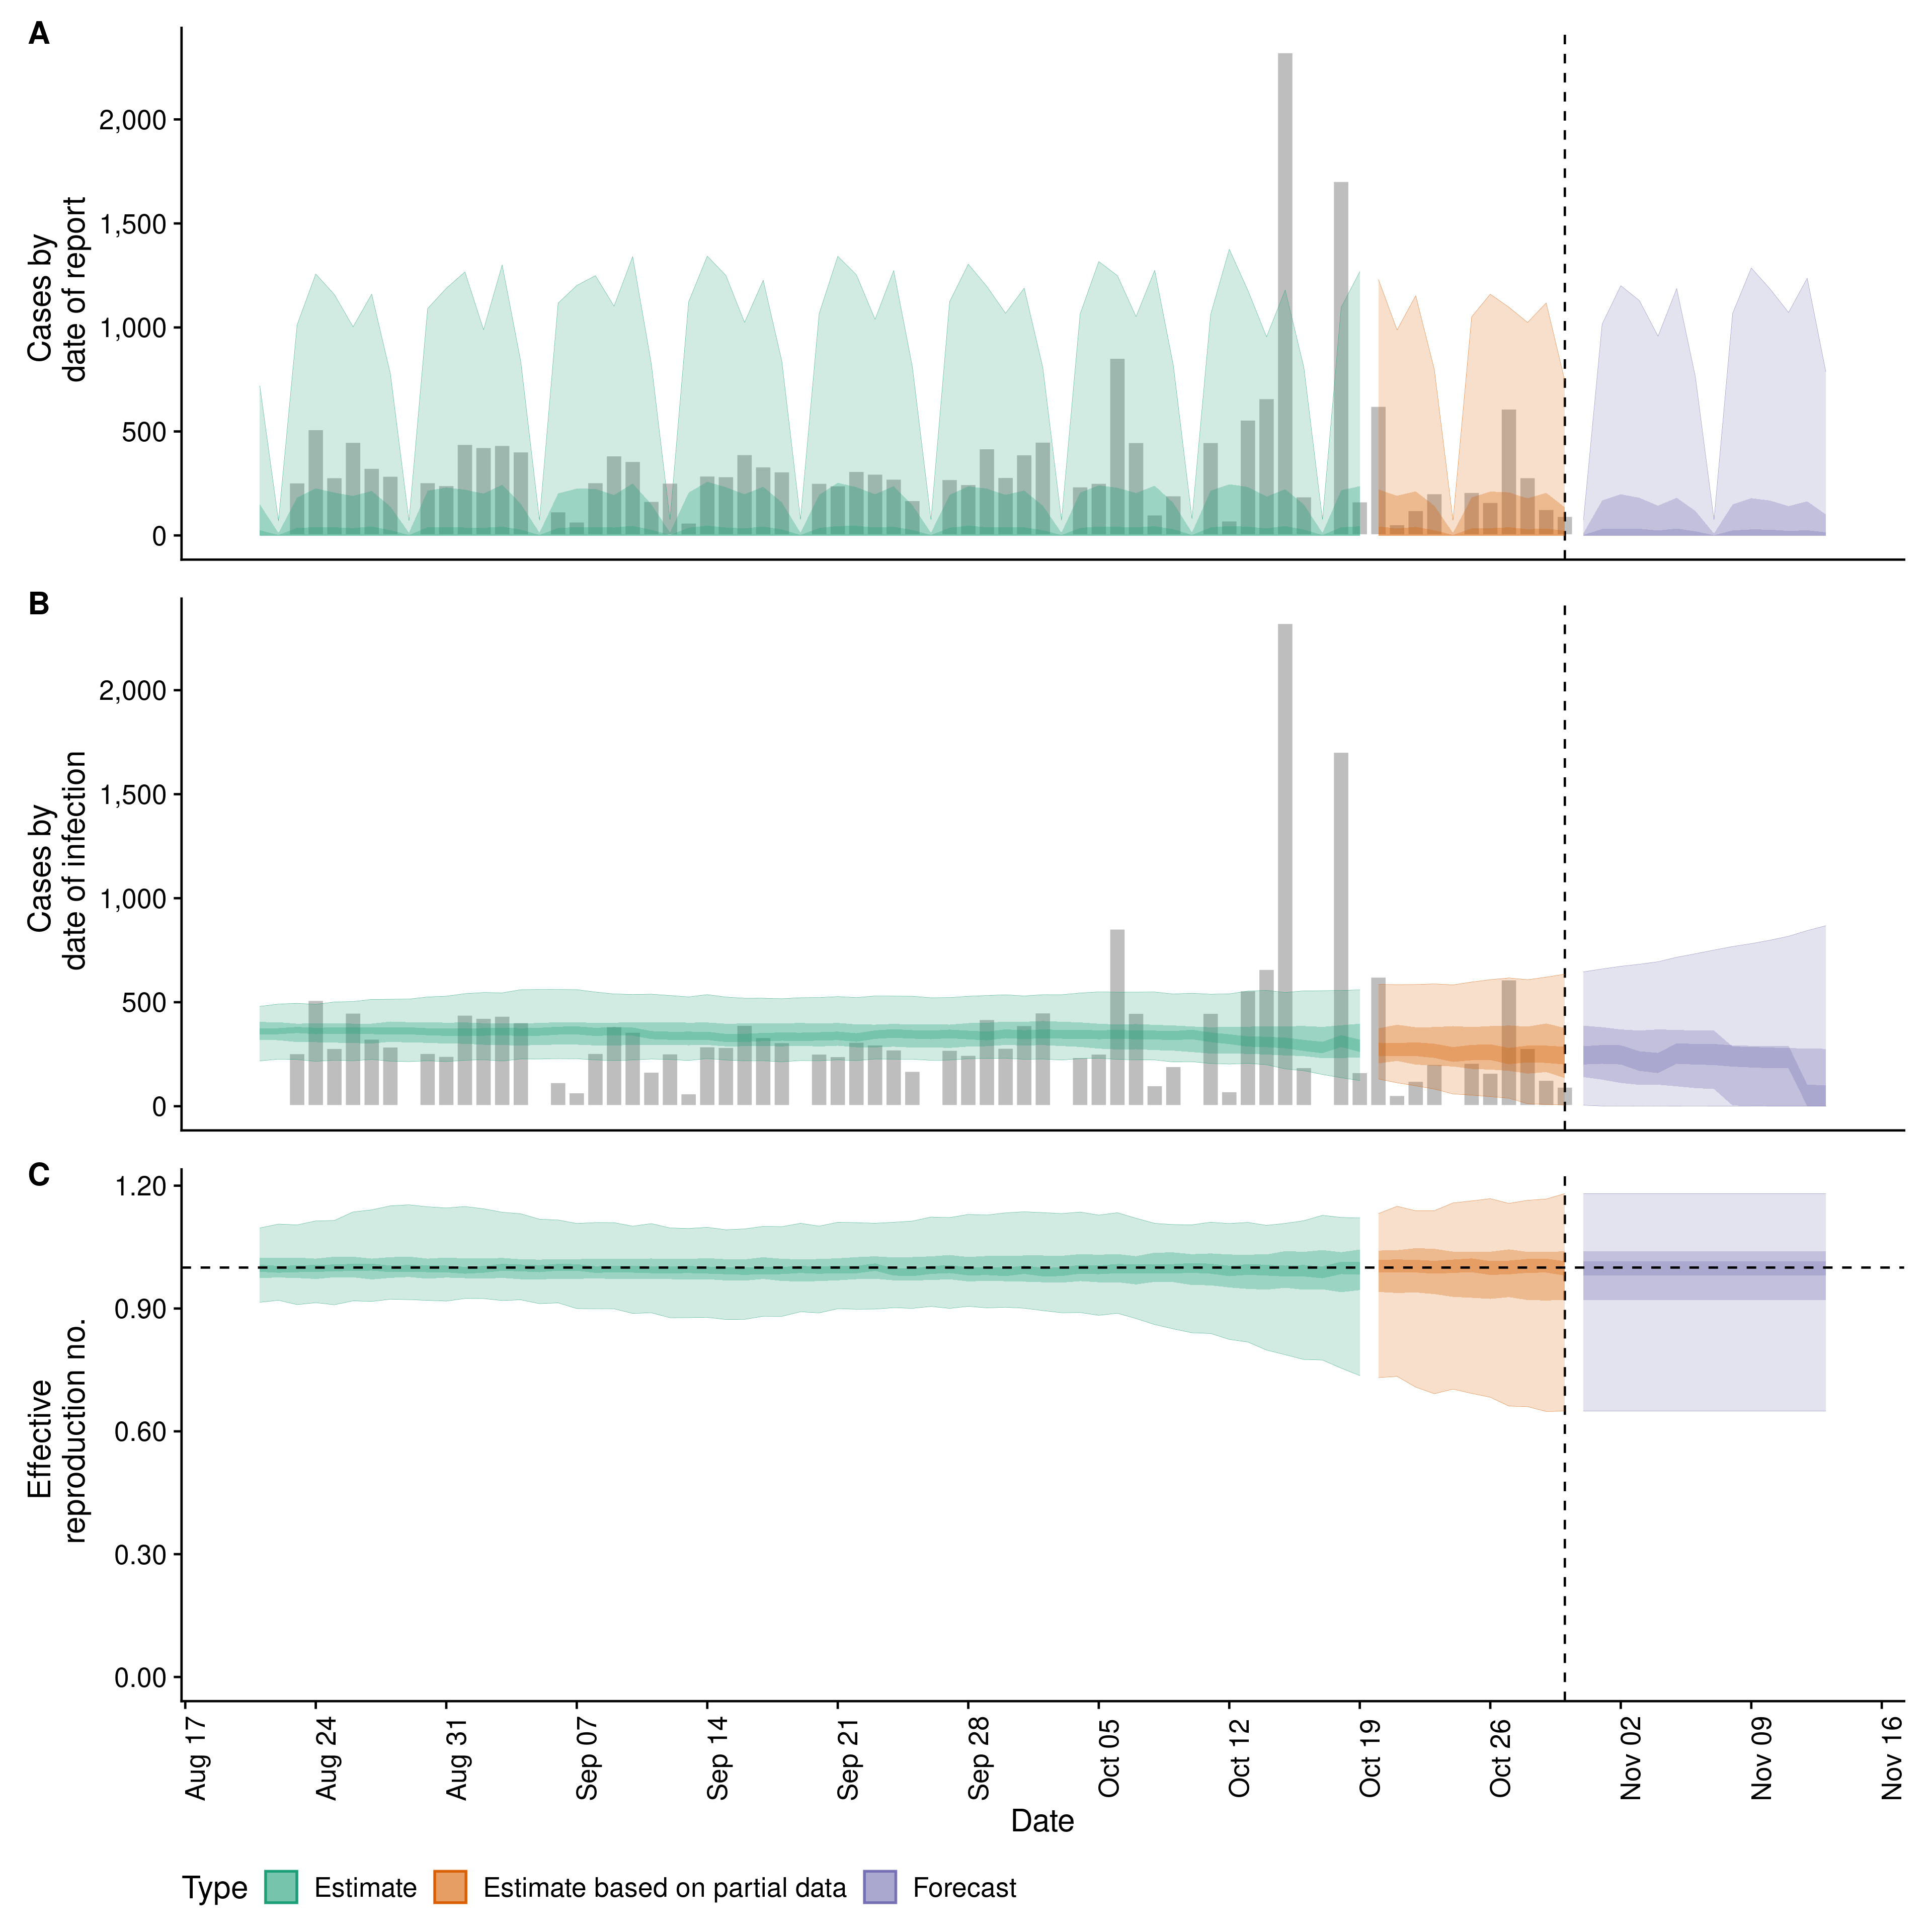 A
Cases by
date of report
2,000
1,500
1,000
500
0
B
Cases by
date of infection
2,000
1,500
1,000
500
0
C
Effective
reproduction no.
1.20
0.90
0.60
0.30
0.00
Aug 17
Aug 24
Aug 31
Sep 07
Sep 14
Sep 21
Sep 28
Oct 05
Oct 12
Oct 19
Oct 26
Nov 02
Nov 09
Nov 16
Date
Type Estimate Estimate based on partial data Forecast